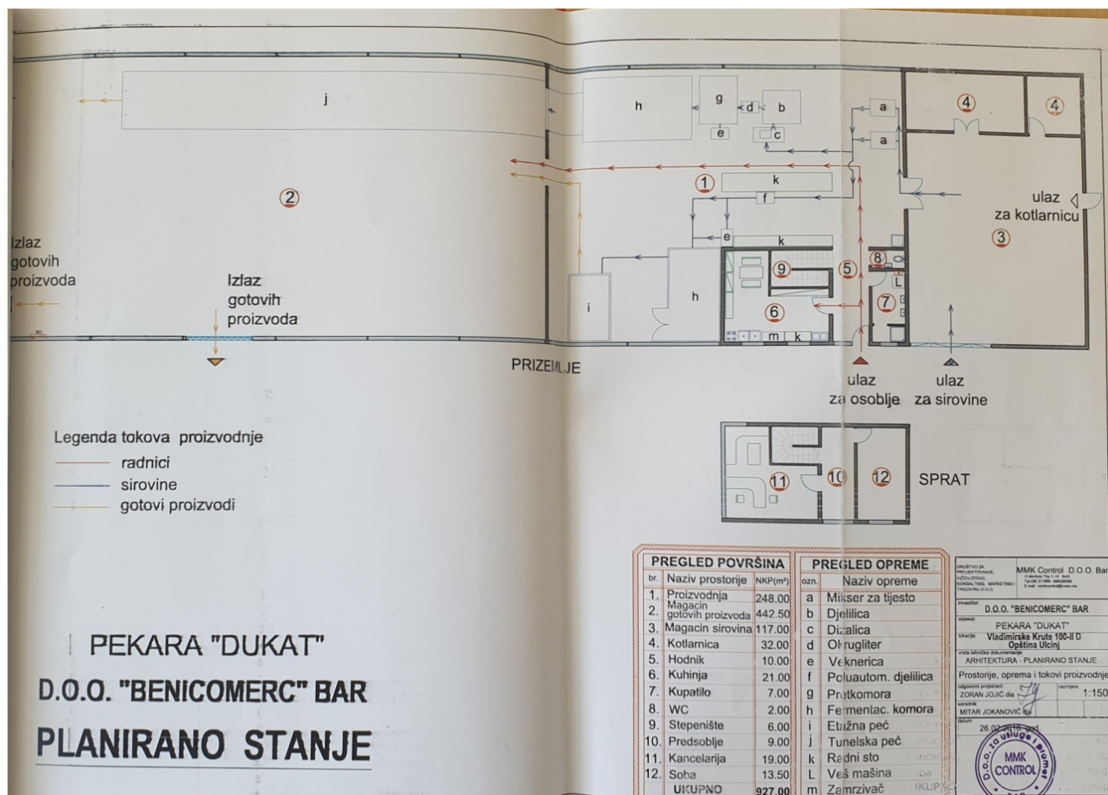 j
h
g
d
b
e
c
a
a
4
4
2
1
k
f
e
k
3
ulaz
za kotlarnicu
Izlaz
gotovih
proizvoda
Izlaz
gotovih
proizvoda
i
h
9
5
8
L
7
6
m
k
PRIZEMLJE
ulaz
za osoblje
ulaz
za sirovine
Legenda tokova proizvodnje
radnici
sirovine
gotovi proizvodi
11
10
12
SPRAT
PEKARA "DUKAT"
D.O.O. "BENICOMERC" BAR
PLANIRANO STANJE
PREGLED POVRŠINA
br. Naziv prostorije NKP(m²)
1. Proizvodnja 248.00
2. Magacin gotovih proizvoda 442.50
3. Magacin sirovina 117.00
4. Kotlarnica 32.00
5. Hodnik 10.00
6. Kuhinja 21.00
7. Kupatilo 7.00
8. WC 2.00
9. Stepenište 6.00
10. Predsoblje 9.00
11. Kancelarija 19.00
12. Soba 13.50
UKUPNO 927.00
PREGLED OPREME
ozn. Naziv opreme
a Mikser za tijesto
b Djelilica
c Dizalica
d Okrugliter
e Veknerica
f Poluautom. djelilica
g Pretkomora
h Fermentac. komora
i Etažna peć
j Tunelska peć
k Radni sto
L Veš mašina
m Zamrzivač
MMK Control D.O.O. Bar
D.O.O. "BENICOMERC" BAR
PEKARA "DUKAT"
Vladimirske Krute 100-II D
Opština Ulcinj
ARHITEKTURA - PLANIRANO STANJE
Prostorije, oprema i tokovi proizvodnje
ZORAN JOJIĆ dia
1:150
MITAR JOKANOVIĆ
datum
D.o.o. za usluge i promet
MMK
CONTROL